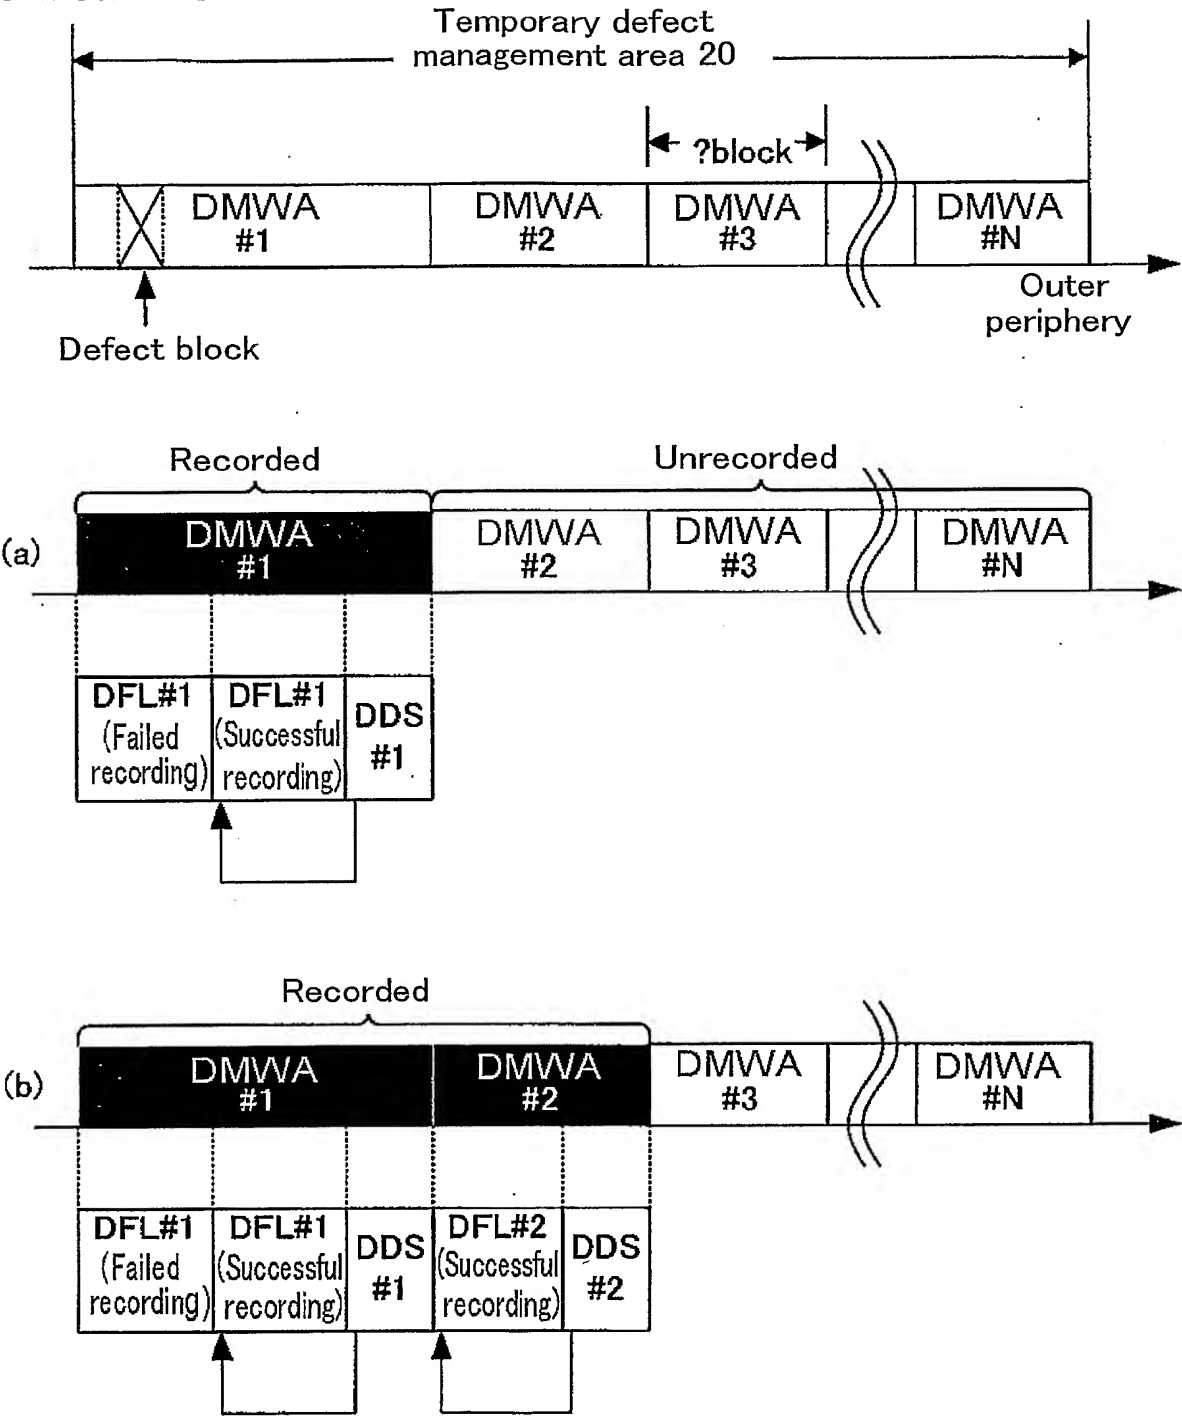 Temporary defect
management area 20
?block
DMWA
#1
DMWA
#2
DMWA
#3
DMWA
#N
Outer
periphery
Defect block
Recorded
Unrecorded
(a)
DMWA
#1
DMWA
#2
DMWA
#3
DMWA
#N
DFL#1
(Failed
recording)
DFL#1
(Successful
recording)
DDS
#1
Recorded
(b)
DMWA
#1
DMWA
#2
DMWA
#3
DMWA
#N
DFL#1
(Failed
recording)
DFL#1
(Successful
recording)
DDS
#1
DFL#2
(Successful
recording)
DDS
#2